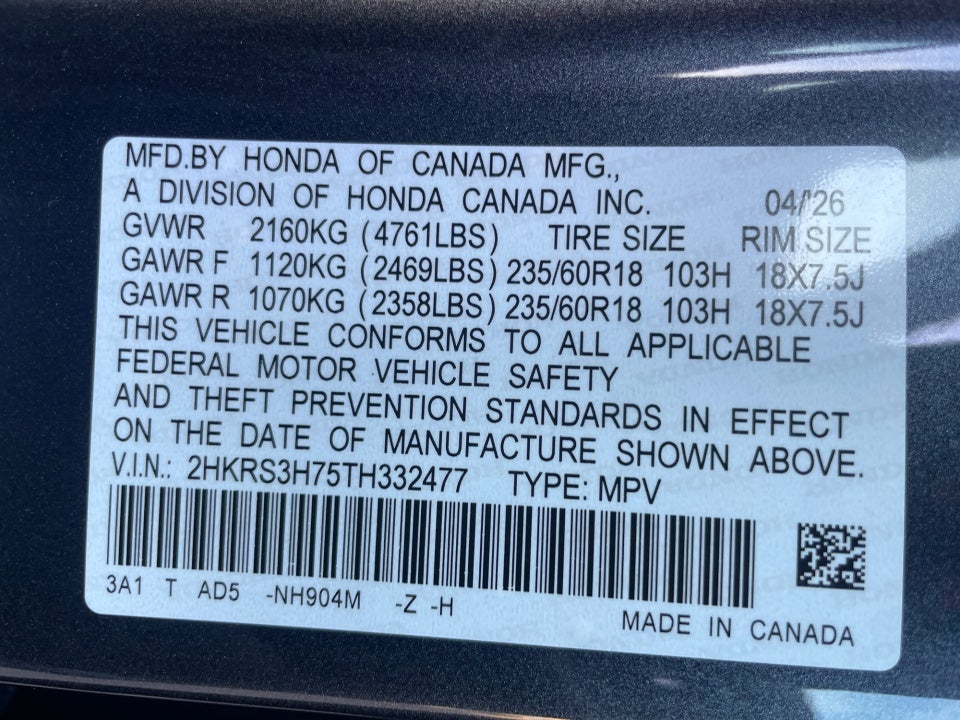 MFD.BY HONDA OF CANADA MFG.,
A DIVISION OF HONDA CANADA INC. 04/'26
GVWR 2160KG (4761LBS) TIRE SIZE RIM SIZE
GAWR F 1120KG (2469LBS) 235/60R18 103H 18X7.5J
GAWR R 1070KG (2358LBS) 235/60R18 103H 18X7.5J
THIS VEHICLE CONFORMS TO ALL APPLICABLE
FEDERAL MOTOR VEHICLE SAFETY
AND THEFT PREVENTION STANDARDS IN EFFECT
ON THE DATE OF MANUFACTURE SHOWN ABOVE.
V.I.N.: 2HKRS3H75TH332477 TYPE: MPV
3A1 T AD5 -NH904M -Z -H
MADE IN CANADA